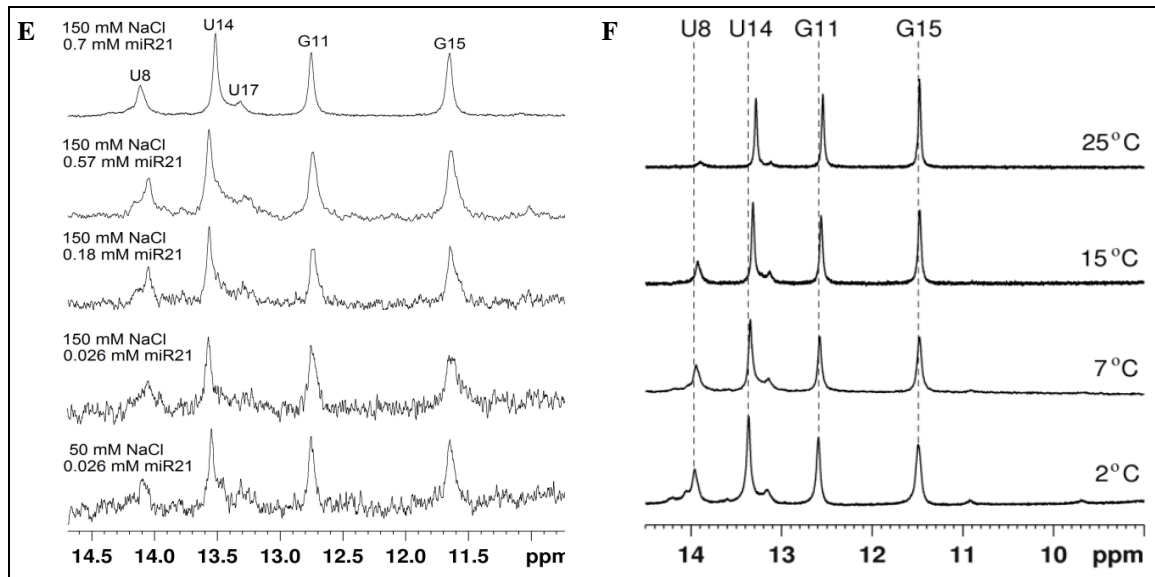 E
150 mM NaCl
0.7 mM miR21
U8
U14
U17
G11
G15
150 mM NaCl
0.57 mM miR21
150 mM NaCl
0.18 mM miR21
150 mM NaCl
0.026 mM miR21
50 mM NaCl
0.026 mM miR21
14.5 14.0 13.5 13.0 12.5 12.0 11.5 ppm
F
U8 U14 G11 G15
25°C
15°C
7°C
2°C
14 13 12 11 10 ppm